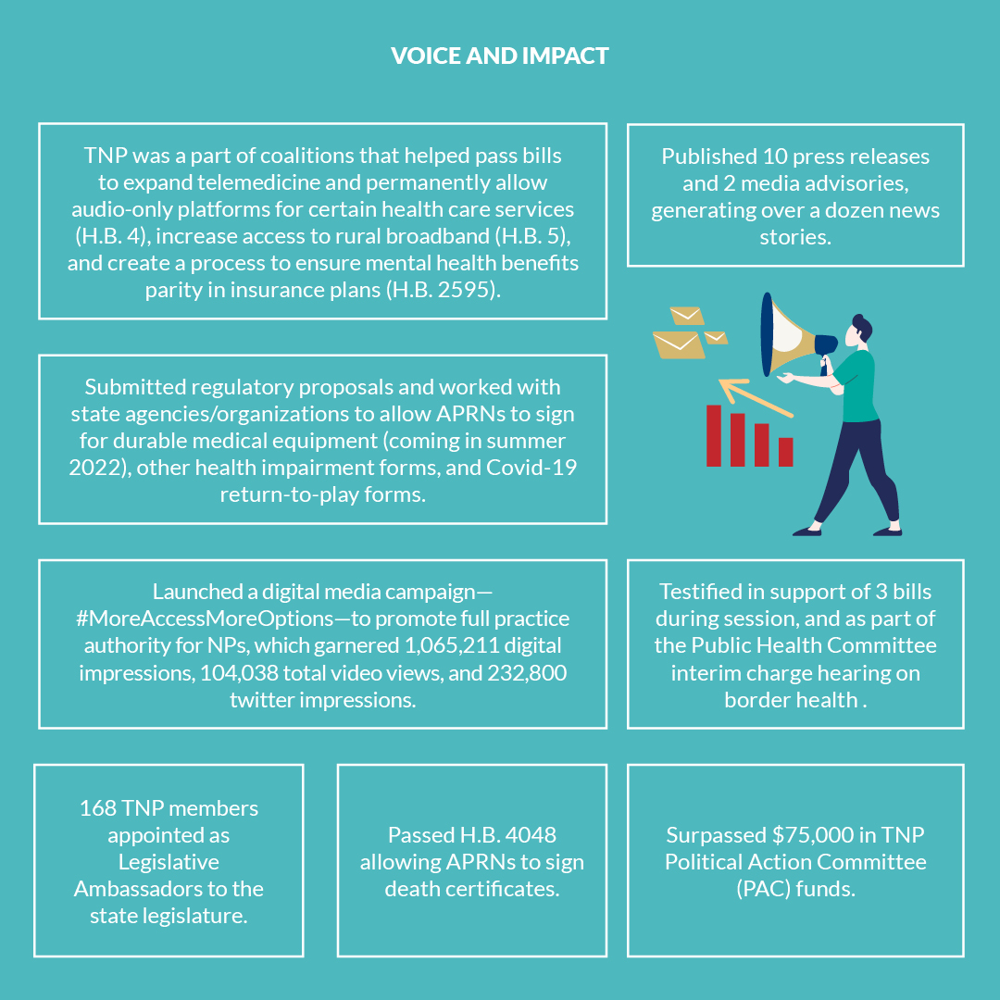 VOICE AND IMPACT
TNP was a part of coalitions that helped pass bills
to expand telemedicine and permanently allow
audio-only platforms for certain health care services
(H.B. 4), increase access to rural broadband (H.B. 5),
and create a process to ensure mental health benefits
parity in insurance plans (H.B. 2595).
Published 10 press releases
and 2 media advisories,
generating over a dozen news
stories.
Submitted regulatory proposals and worked with
state agencies/organizations to allow APRNs to sign
for durable medical equipment (coming in summer
2022), other health impairment forms, and Covid-19
return-to-play forms.
Launched a digital media campaign—
#MoreAccessMoreOptions—to promote full practice
authority for NPs, which garnered 1,065,211 digital
impressions, 104,038 total video views, and 232,800
twitter impressions.
Testified in support of 3 bills
during session, and as part of
the Public Health Committee
interim charge hearing on
border health .
168 TNP members
appointed as
Legislative
Ambassadors to the
state legislature.
Passed H.B. 4048
allowing APRNs to sign
death certificates.
Surpassed $75,000 in TNP
Political Action Committee
(PAC) funds.